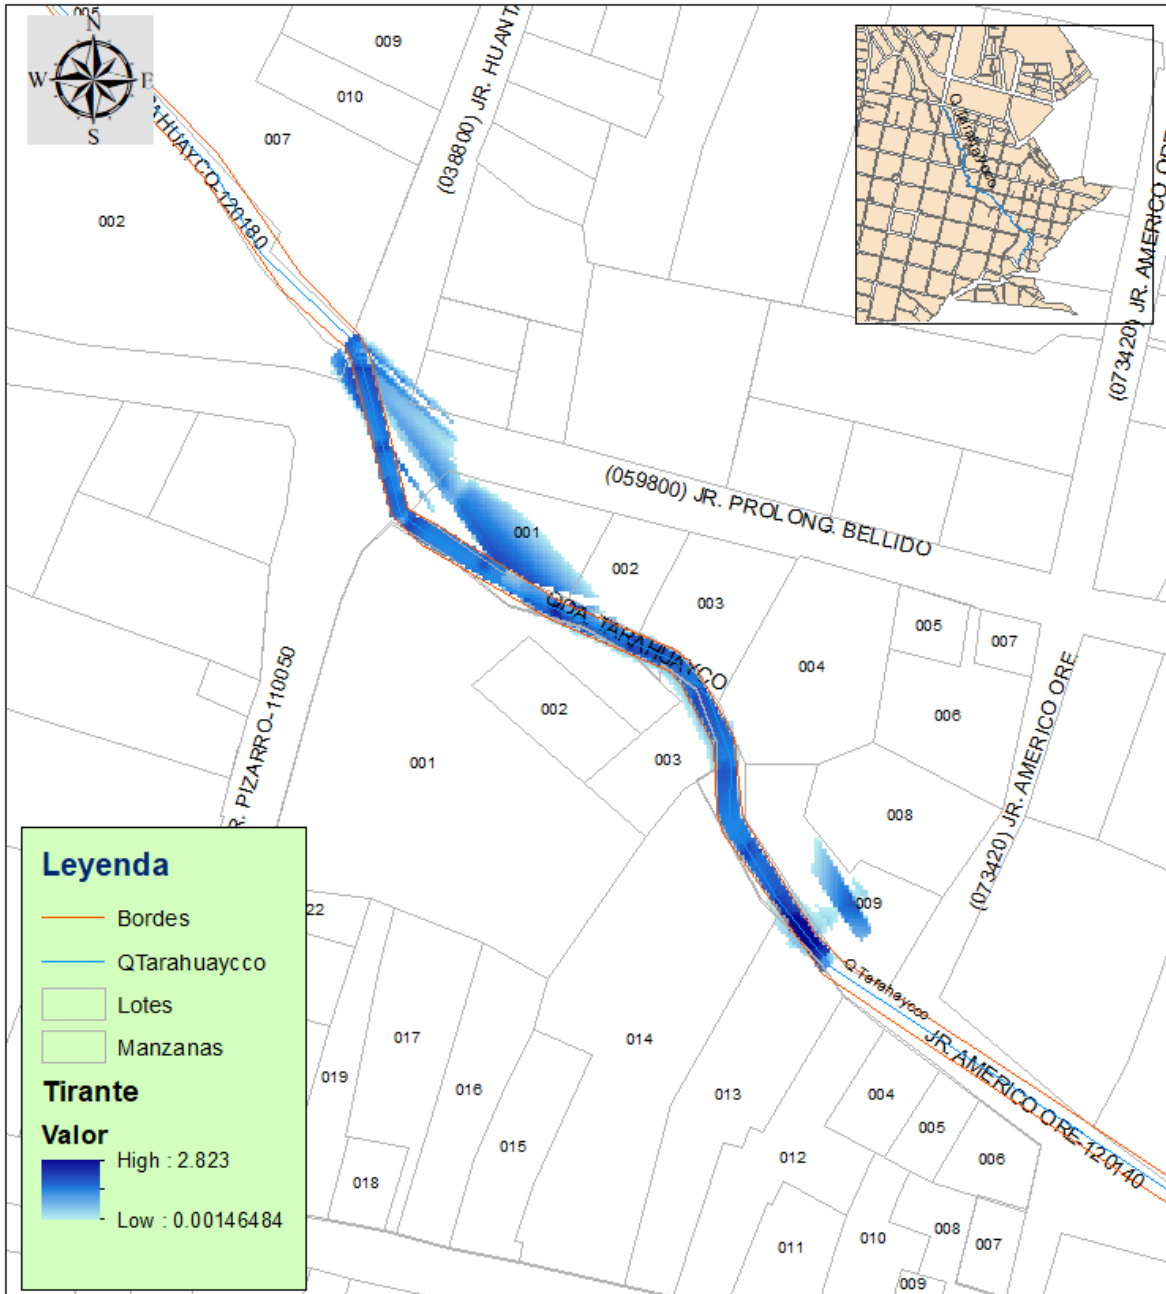 005
N
W
E
S
009
010
007
002
(038800) JR. HUANTA
AHUAYCO-120180
Q Tarahuaycco
(073420) JR. AMERICO ORE
(059800) JR. PROLONG. BELLIDO
001
002
003
QDA. TARAHUAYCO
005
007
004
006
002
003
001
R. PIZARRO-110050
008
(073420) JR. AMERICO ORE
009
Q Tarahaycco
JR. AMERICO ORE-120140
22
014
017
019
016
013
004
005
006
015
012
018
008
010
007
011
009
Leyenda
Bordes
QTarahuaycco
Lotes
Manzanas
Tirante
Valor
High : 2.823
Low : 0.00146484